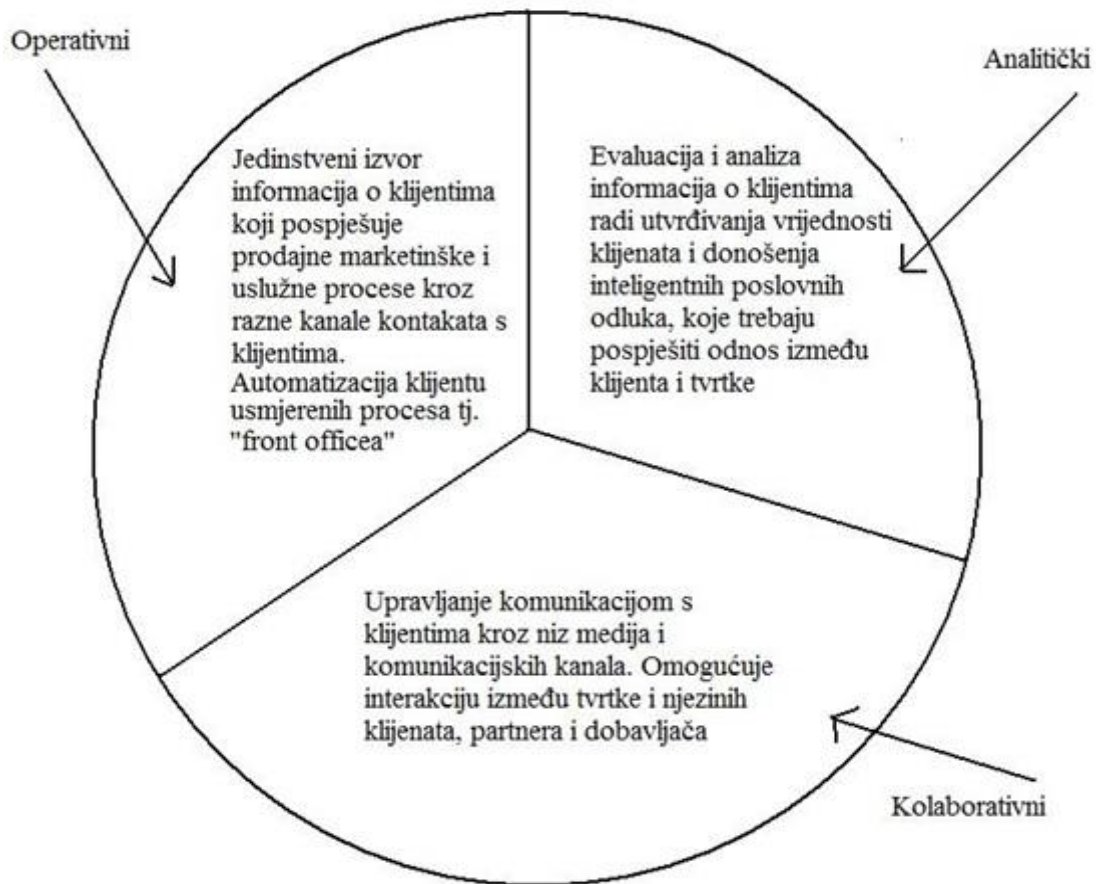 Operativni
Analitički
Jedinstveni izvor
informacija o klijentima
koji pospješuje
prodajne marketinške i
uslužne procese kroz
razne kanale kontakata s
klijentima.
Automatizacija klijentu
usmjerenih procesa tj.
"front officea"
Evaluacija i analiza
informacija o klijentima
radi utvrđivanja vrijednosti
klijenata i donošenja
inteligentnih poslovnih
odluka, koje trebaju
pospješiti odnos između
klijenta i tvrtke
Upravljanje komunikacijom s
klijentima kroz niz medija i
komunikacijskih kanala. Omogućuje
interakciju između tvrtke i njezinih
klijenata, partnera i dobavljača
Kolaborativni